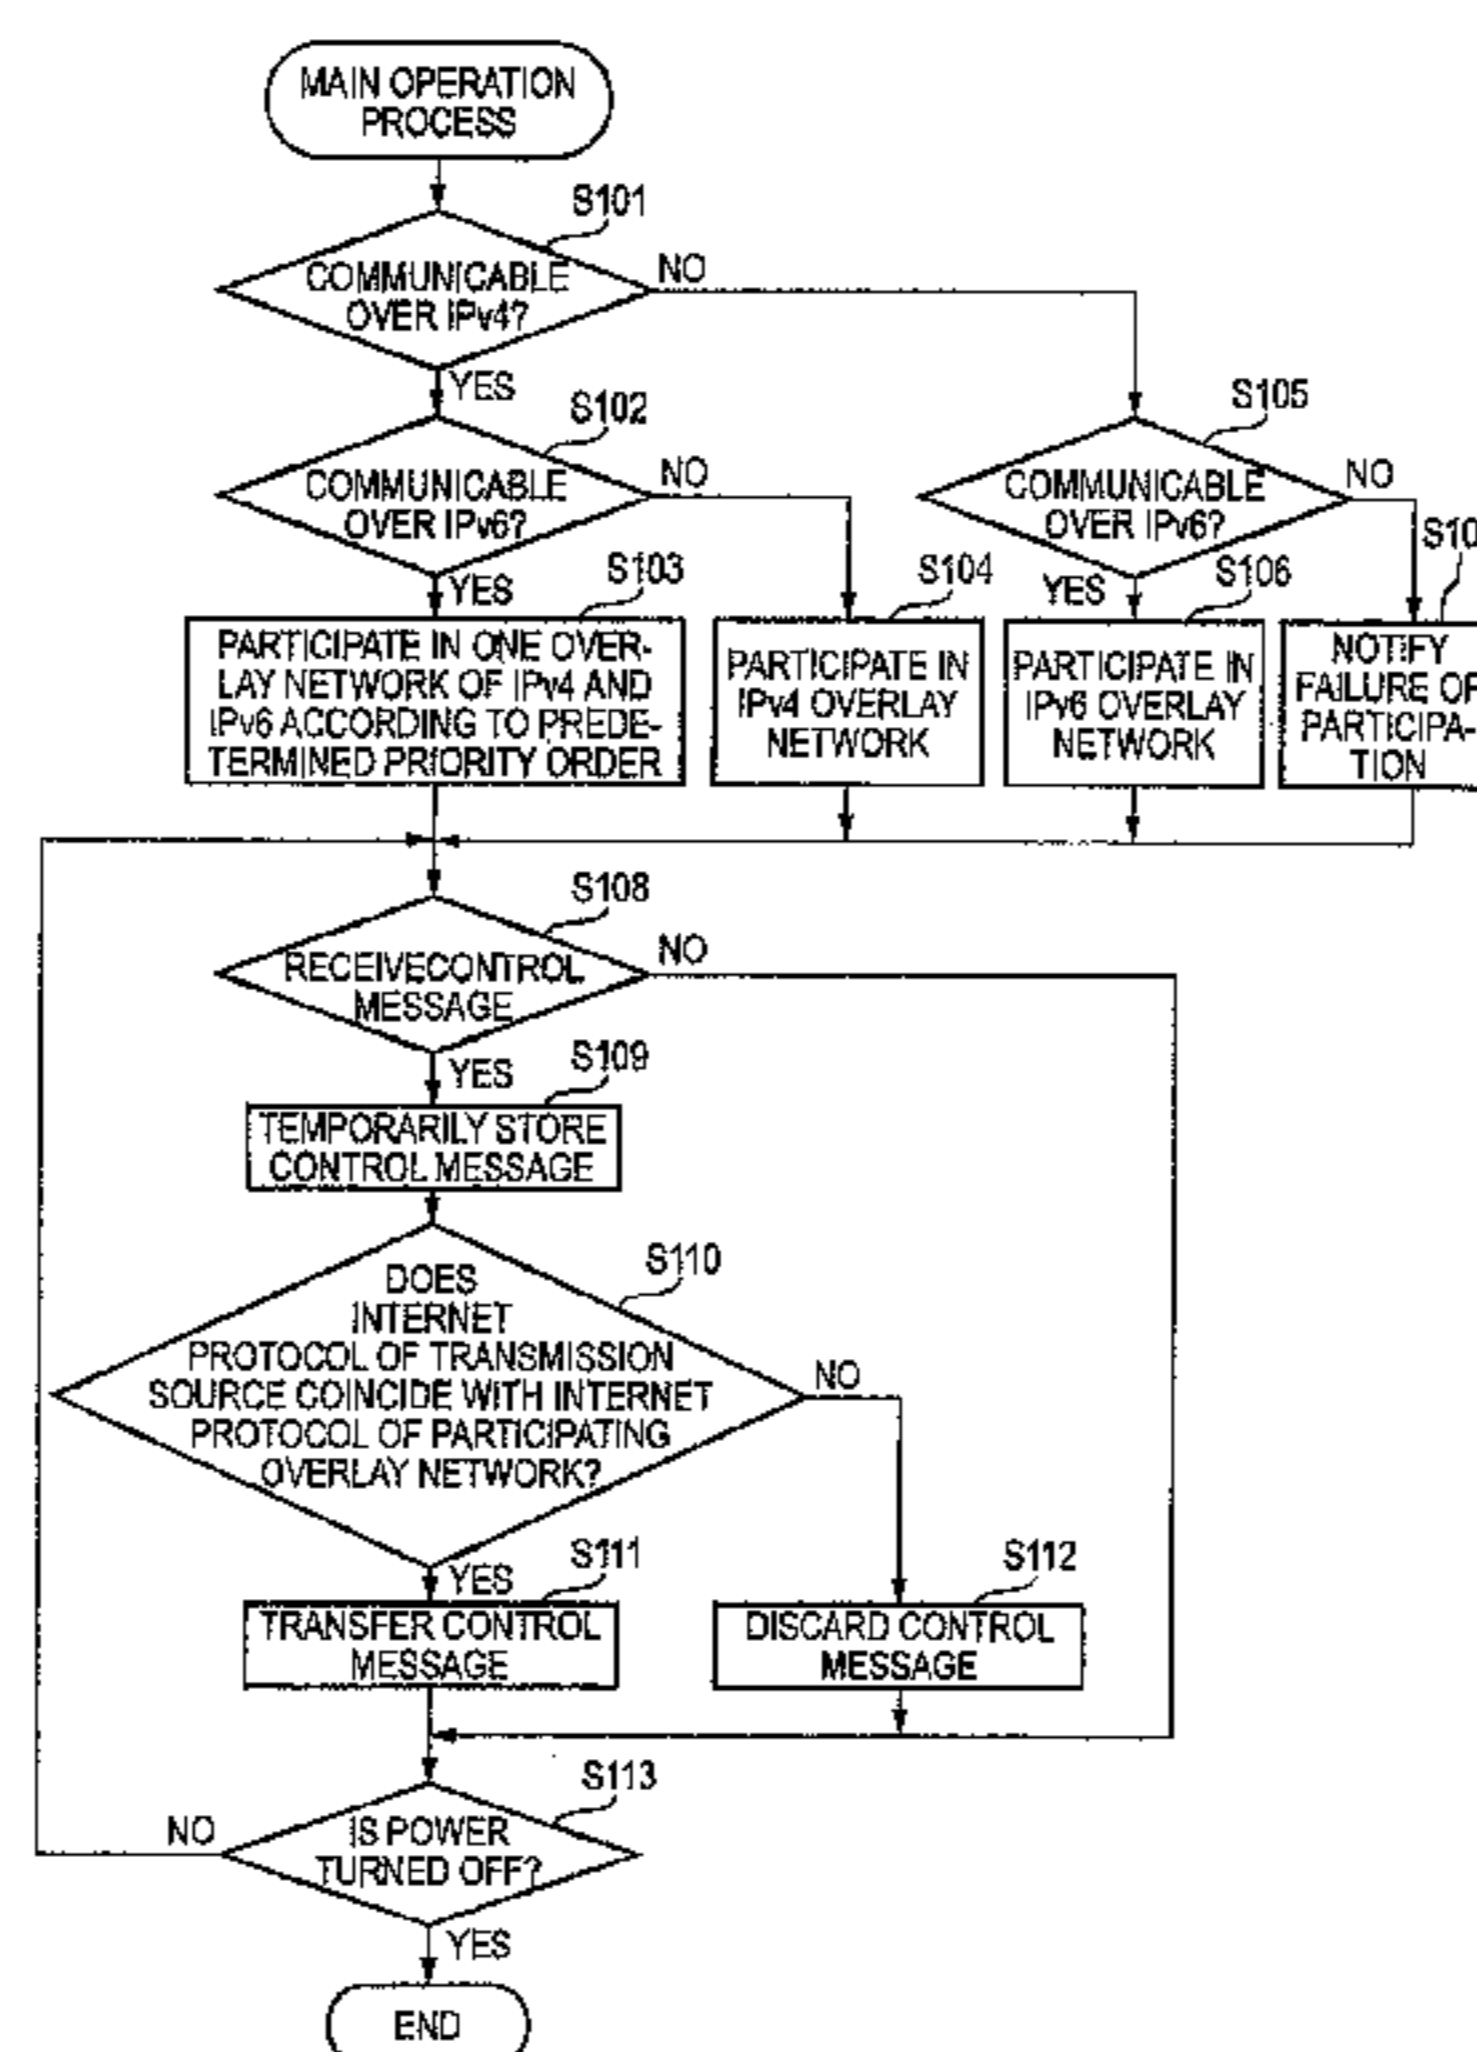 MAIN OPERATION
PROCESS
S101
COMMUNICABLE
OVER IPv4?
NO
YES
S102
COMMUNICABLE
OVER IPv6?
NO
YES
S105
COMMUNICABLE
OVER IPv6?
NO
YES
S103
PARTICIPATE IN ONE OVER-
LAY NETWORK OF IPv4 AND
IPv6 ACCORDING TO PREDE-
TERMINED PRIORITY ORDER
S104
PARTICIPATE IN
IPv4 OVERLAY
NETWORK
S106
PARTICIPATE IN
IPv6 OVERLAY
NETWORK
S10
NOTIFY
FAILURE OF
PARTICIPA-
TION
S108
RECEIVECONTROL
MESSAGE
NO
YES
S109
TEMPORARILY STORE
CONTROL MESSAGE
S110
DOES
INTERNET
PROTOCOL OF TRANSMISSION
SOURCE COINCIDE WITH INTERNET
PROTOCOL OF PARTICIPATING
OVERLAY NETWORK?
NO
YES
S111
TRANSFER CONTROL
MESSAGE
S112
DISCARD CONTROL
MESSAGE
S113
IS POWER
TURNED OFF?
NO
YES
END